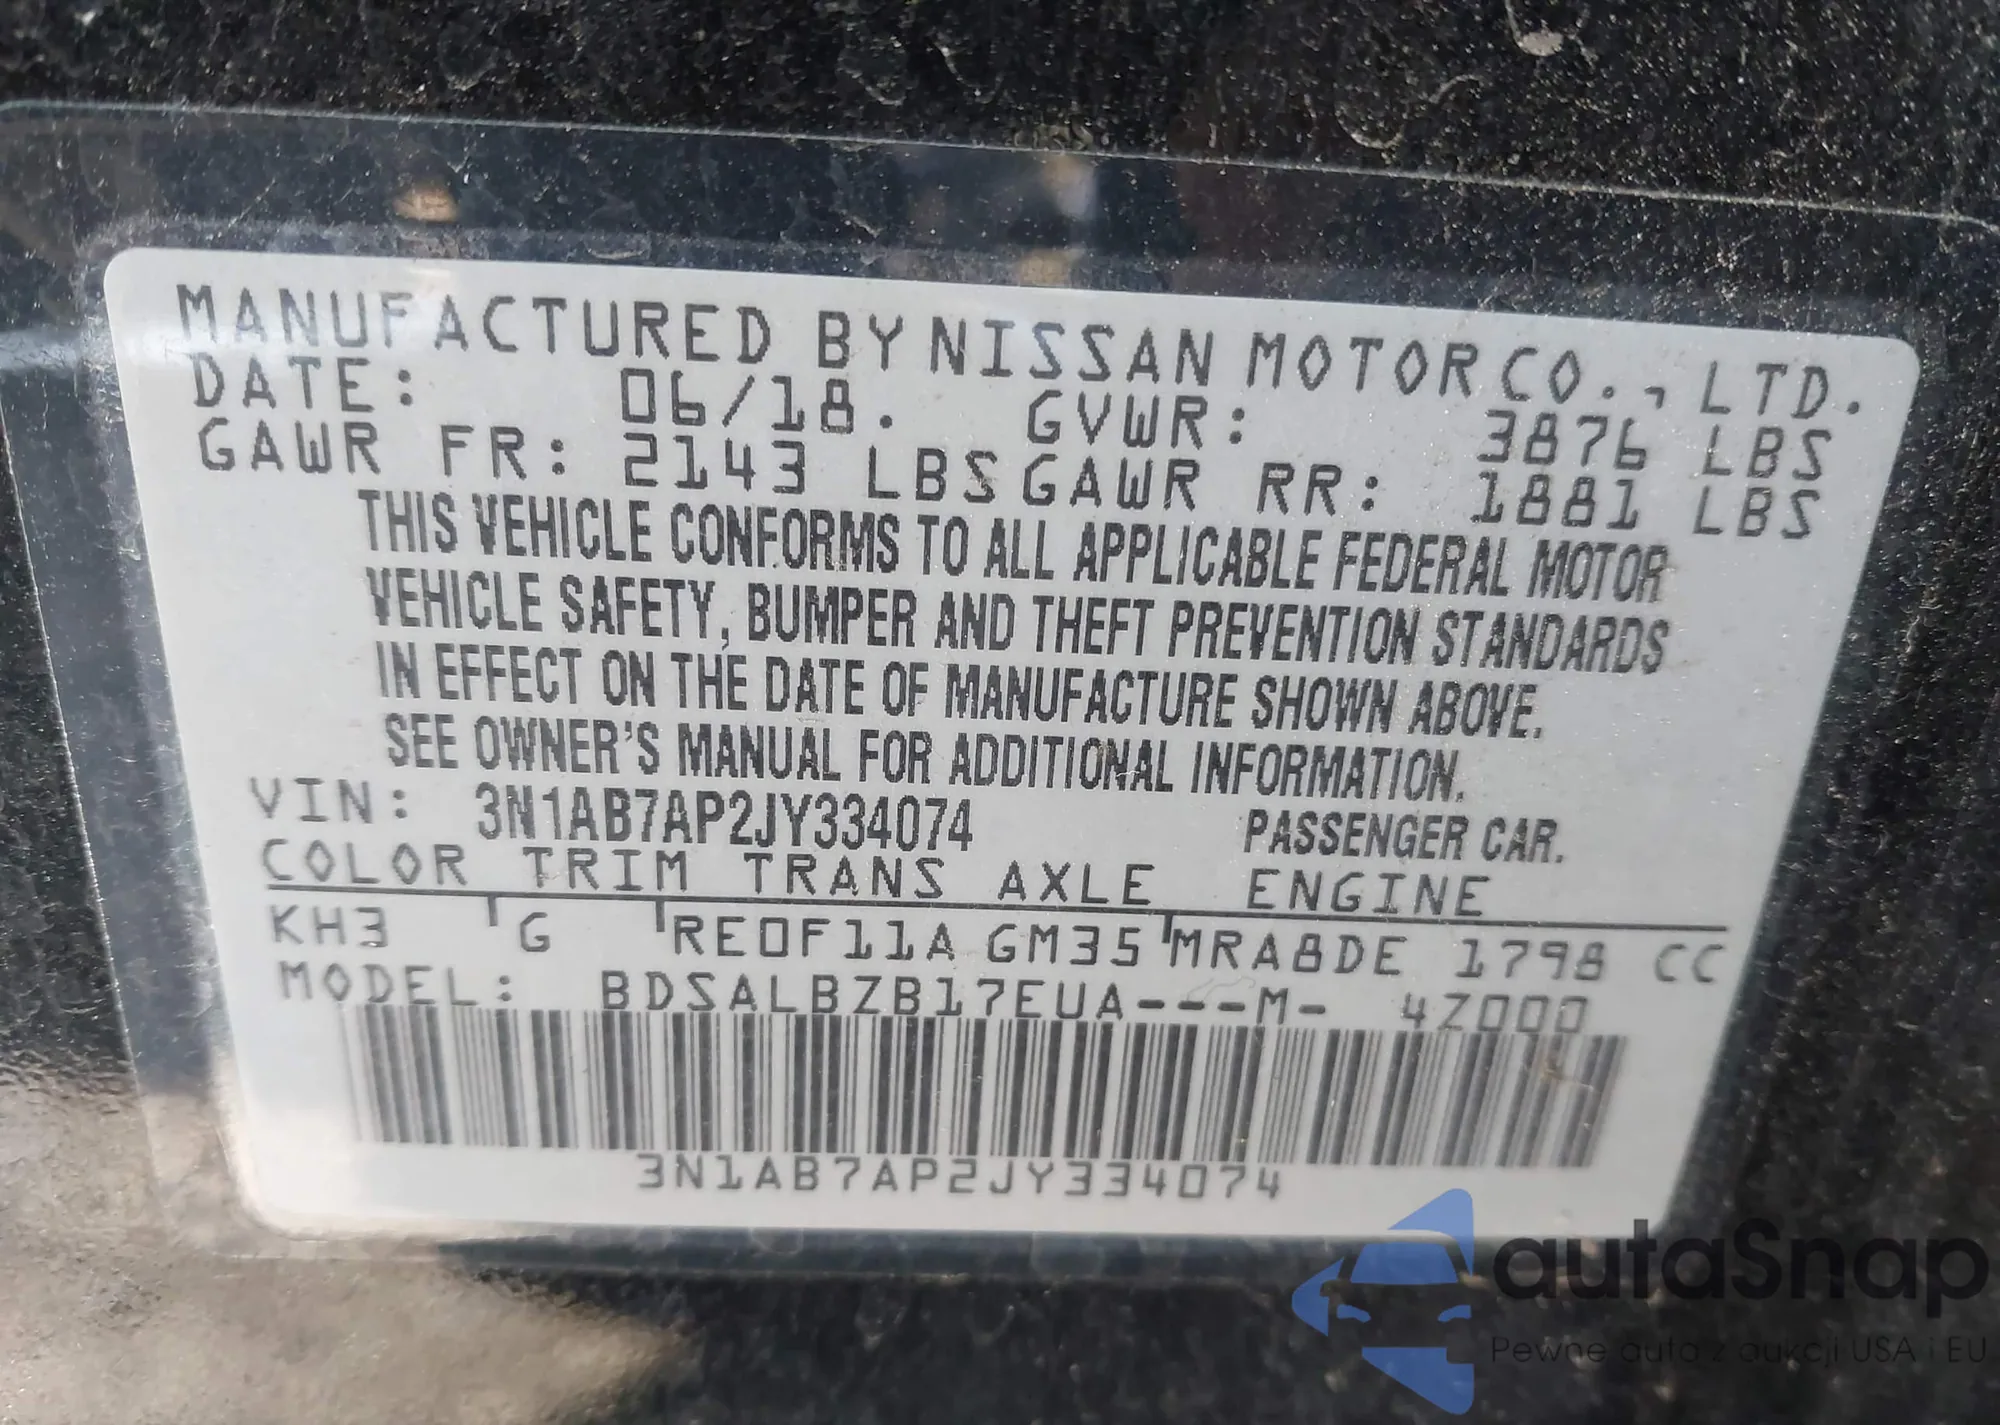 MANUFACTURED BY NISSAN MOTOR CO., LTD.
DATE: 06/18. GVWR: 3876 LBS
GAWR FR: 2143 LBS GAWR RR: 1881 LBS
THIS VEHICLE CONFORMS TO ALL APPLICABLE FEDERAL MOTOR
VEHICLE SAFETY, BUMPER AND THEFT PREVENTION STANDARDS
IN EFFECT ON THE DATE OF MANUFACTURE SHOWN ABOVE.
SEE OWNER'S MANUAL FOR ADDITIONAL INFORMATION.
VIN: 3N1AB7AP2JY334074 PASSENGER CAR.
COLOR TRIM TRANS AXLE ENGINE
KH3 G RE0F11A GM35 MRA8DE 1798 CC
MODEL: BDSALBZB17EUA---M- 4Z000
3N1AB7AP2JY334074
autaSnap
Pewne auto z aukcji USA i EU